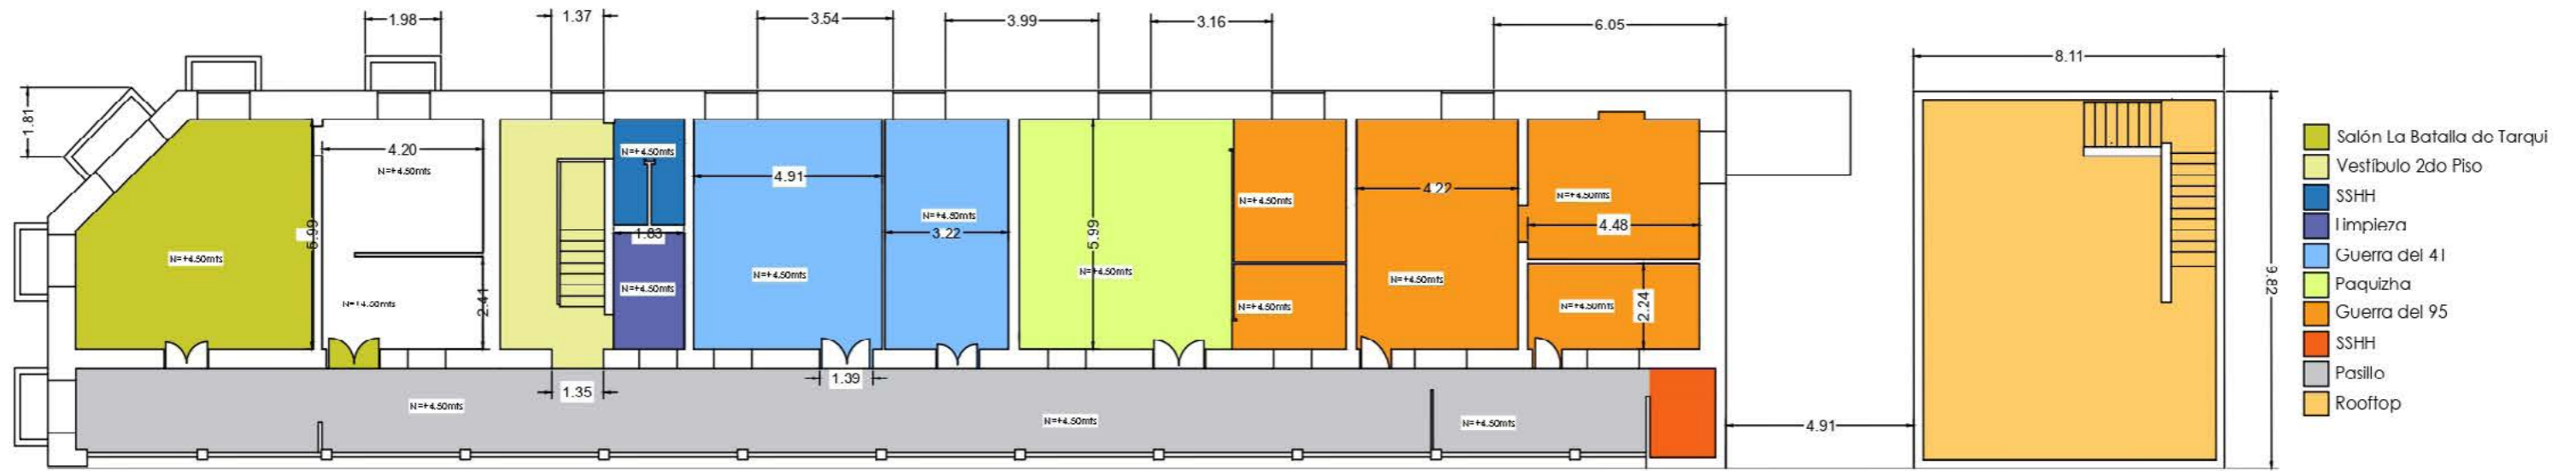 1.98
1.37
3.54
3.99
3.16
6.05
8.11
1.81
4.20
N=+4.50mts
N=+4.50mts
4.91
N=+4.50mts
3.22
5.99
N=+4.50mts
4.22
N=+4.50mts
4.48
5.99
1.83
N=+4.50mts
N=+4.50mts
2.41
N=+4.50mts
N=+4.50mts
N=+4.50mts
N=+4.50mts
N=+4.50mts
N=+4.50mts
2.24
N=+4.50mts
9.82
1.35
1.39
N=+4.50mts
N=+4.50mts
N=+4.50mts
4.91
Salón La Batalla do Tarqui
Vestíbulo 2do Piso
SSHH
Limpieza
Guerra del 41
Paquizha
Guerra del 95
SSHH
Pasillo
Rooftop